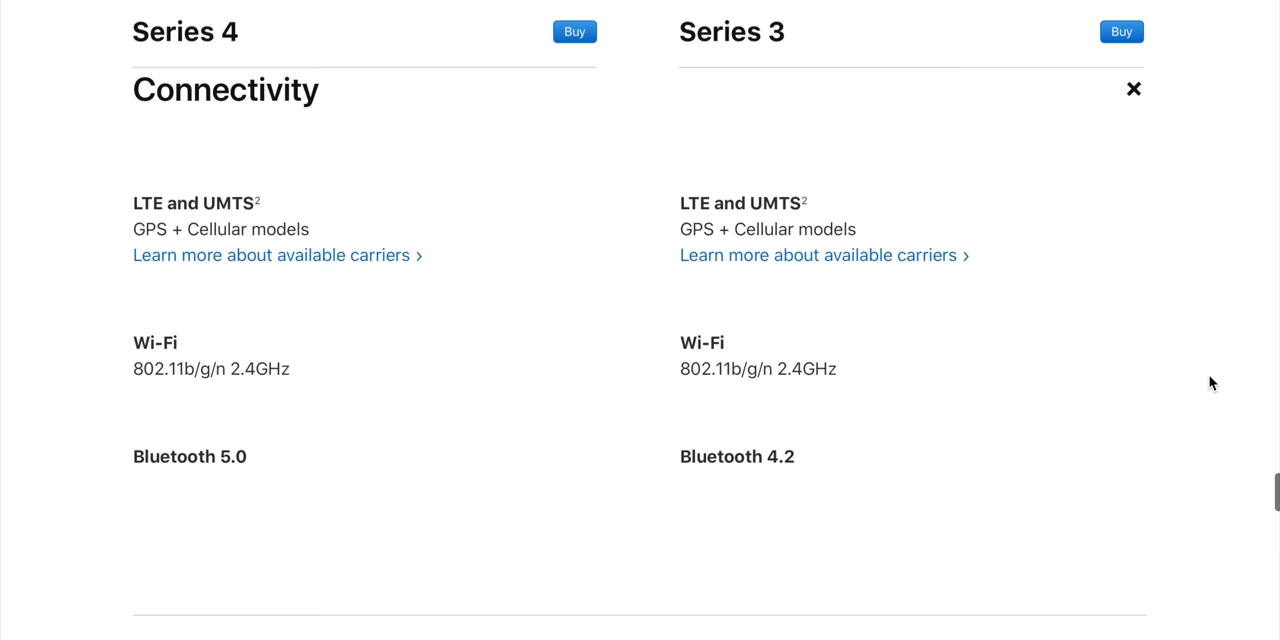 Series 4
Buy
Series 3
Buy
Connectivity
LTE and UMTS²
GPS + Cellular models
Learn more about available carriers ›
LTE and UMTS²
GPS + Cellular models
Learn more about available carriers ›
Wi-Fi
802.11b/g/n 2.4GHz
Wi-Fi
802.11b/g/n 2.4GHz
Bluetooth 5.0
Bluetooth 4.2